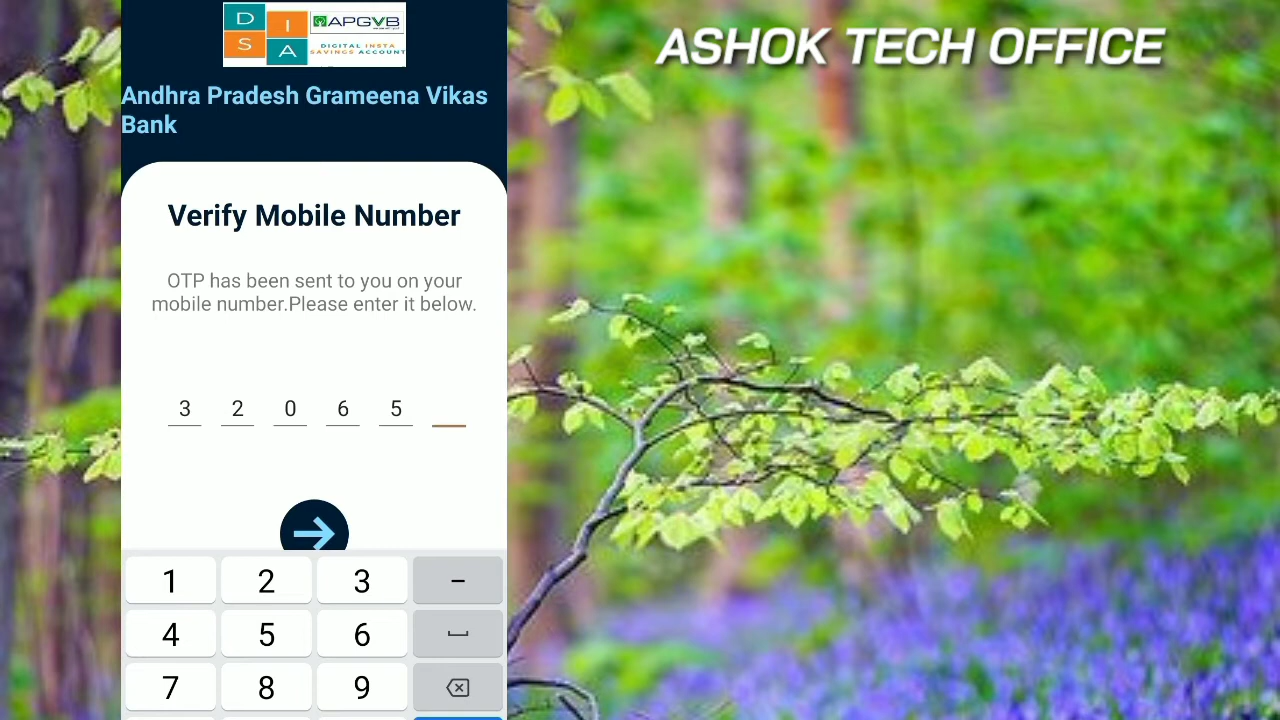 D
I
S
A
APGVB
DIGITAL INSTA
SAVINGS ACCOUNT
ASHOK TECH OFFICE
Andhra Pradesh Grameena Vikas
Bank
Verify Mobile Number
OTP has been sent to you on your
mobile number.Please enter it below.
3 2 0 6 5
1 2 3 -
4 5 6
7 8 9